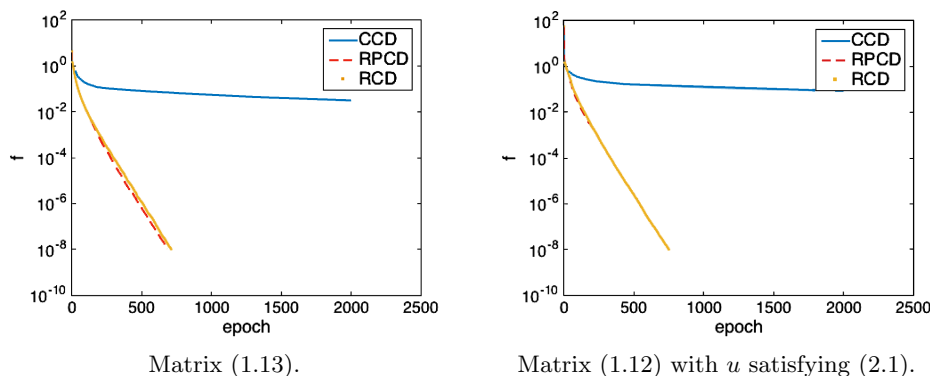 10^2
10^0
10^-2
10^-4
10^-6
10^-8
10^-10
f
0 500 1000 1500 2000 2500
epoch
CCD
RPCD
RCD
Matrix (1.13).
10^2
10^0
10^-2
10^-4
10^-6
10^-8
10^-10
f
0 500 1000 1500 2000 2500
epoch
CCD
RPCD
RCD
Matrix (1.12) with u satisfying (2.1).